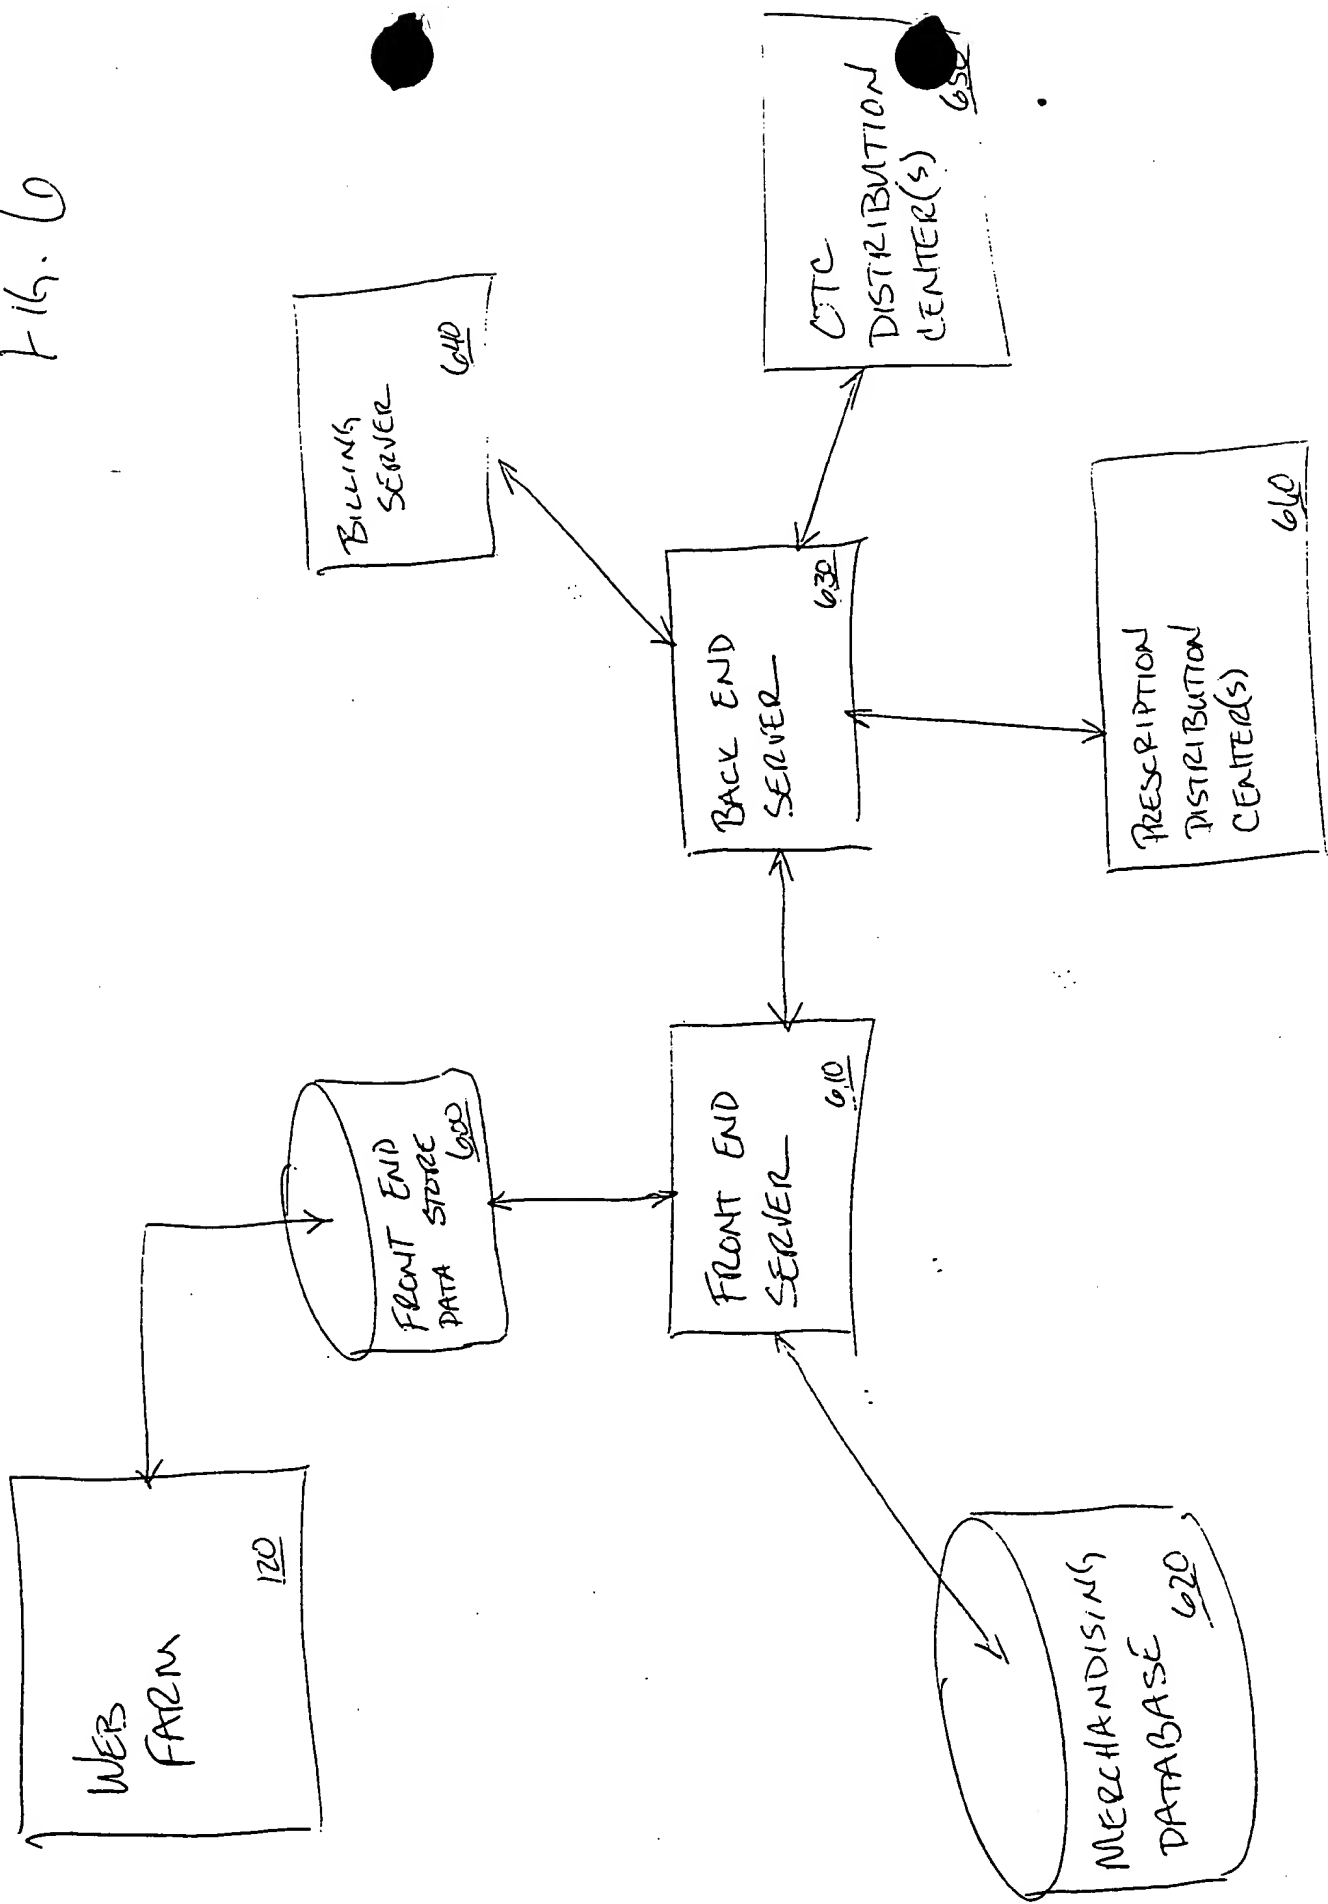 FIG. 6
WEB
FARM
120
FRONT END
DATA STORE
600
BILLING
SERVER
640
FRONT END
SERVER
610
BACK END
SERVER
630
OTC
DISTRIBUTION
CENTER(S)
650
MERCHANDISING
DATABASE
620
PRESCRIPTION
DISTRIBUTION
CENTER(S)
660